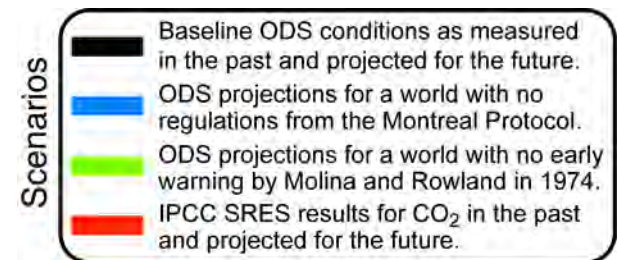 Scenarios
Baseline ODS conditions as measured
in the past and projected for the future.
ODS projections for a world with no
regulations from the Montreal Protocol.
ODS projections for a world with no early
warning by Molina and Rowland in 1974.
IPCC SRES results for CO₂ in the past
and projected for the future.